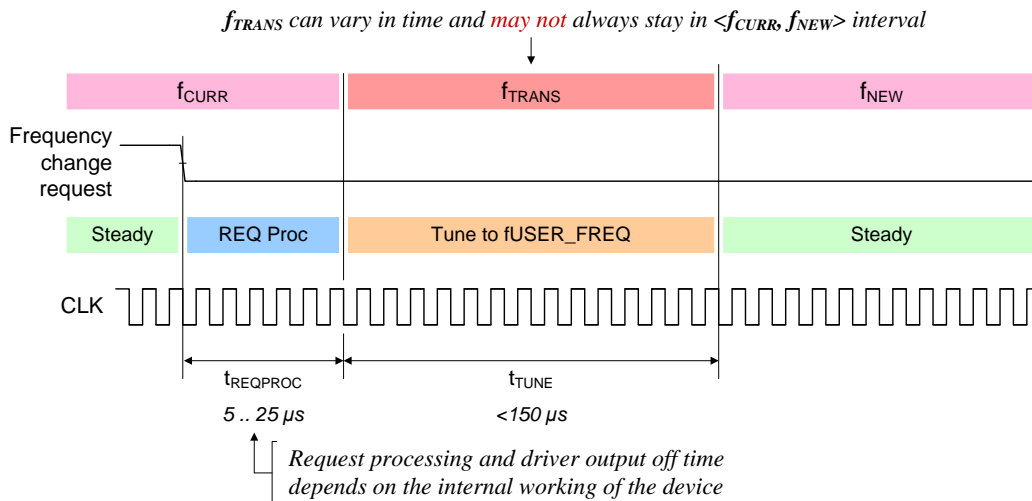 fTRANS can vary in time and may not always stay in <fCURR, fNEW> interval
fCURR
fTRANS
fNEW
Frequency
change
request
Steady
REQ Proc
Tune to fUSER_FREQ
Steady
CLK
tREQPROC
tTUNE
5 .. 25 µs
<150 µs
Request processing and driver output off time
depends on the internal working of the device